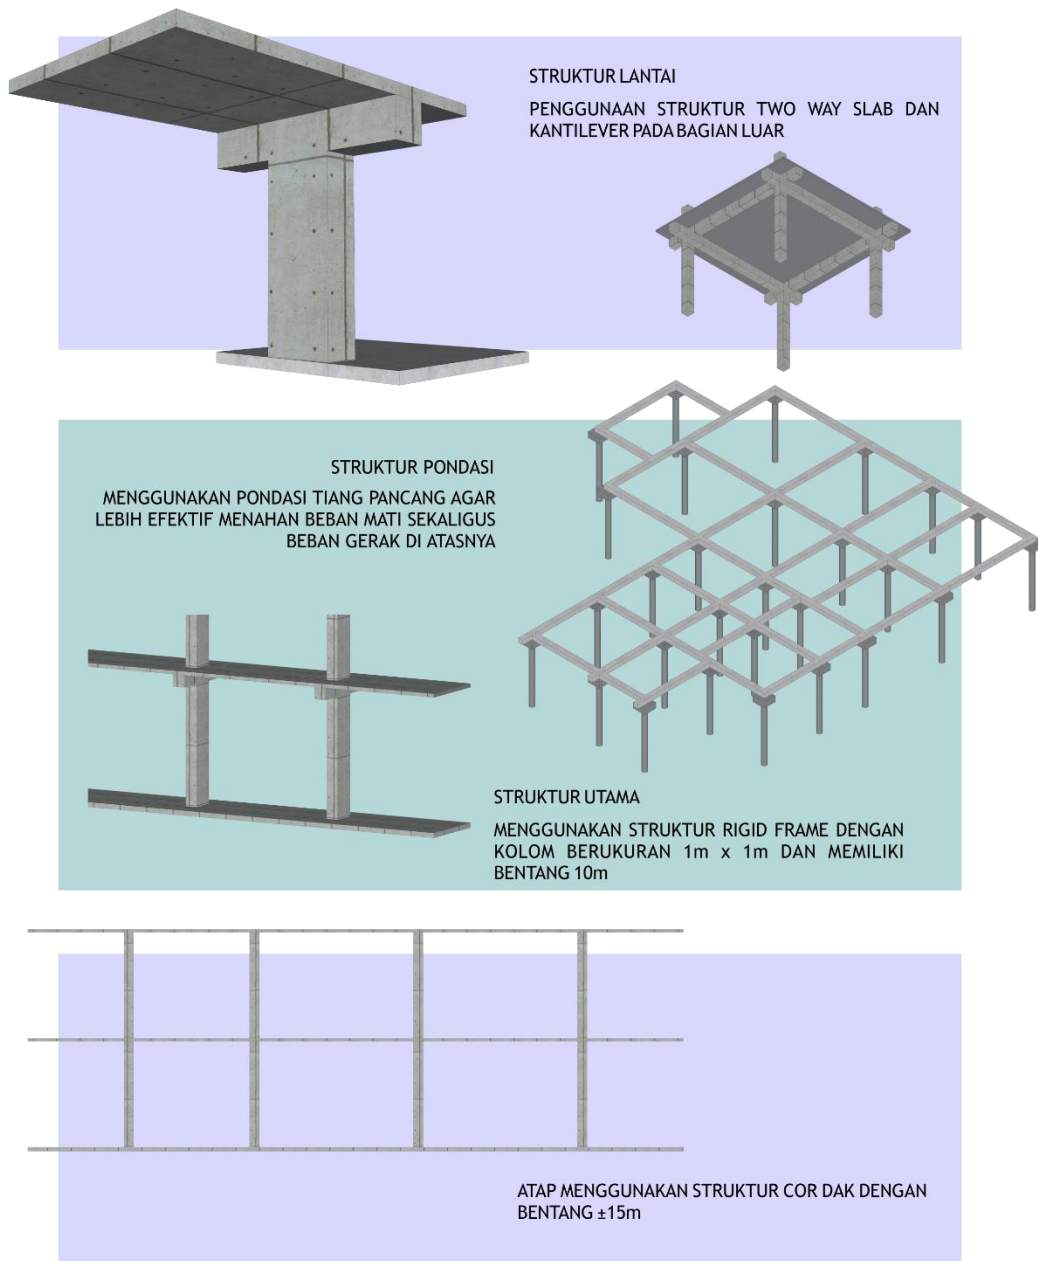 STRUKTUR LANTAI
PENGGUNAAN STRUKTUR TWO WAY SLAB DAN
KANTILEVER PADA BAGIAN LUAR
STRUKTUR PONDASI
MENGGUNAKAN PONDASI TIANG PANCANG AGAR
LEBIH EFEKTIF MENAHAN BEBAN MATI SEKALIGUS
BEBAN GERAK DI ATASNYA
STRUKTUR UTAMA
MENGGUNAKAN STRUKTUR RIGID FRAME DENGAN
KOLOM BERUKURAN 1m x 1m DAN MEMILIKI
BENTANG 10m
ATAP MENGGUNAKAN STRUKTUR COR DAK DENGAN
BENTANG ±15m